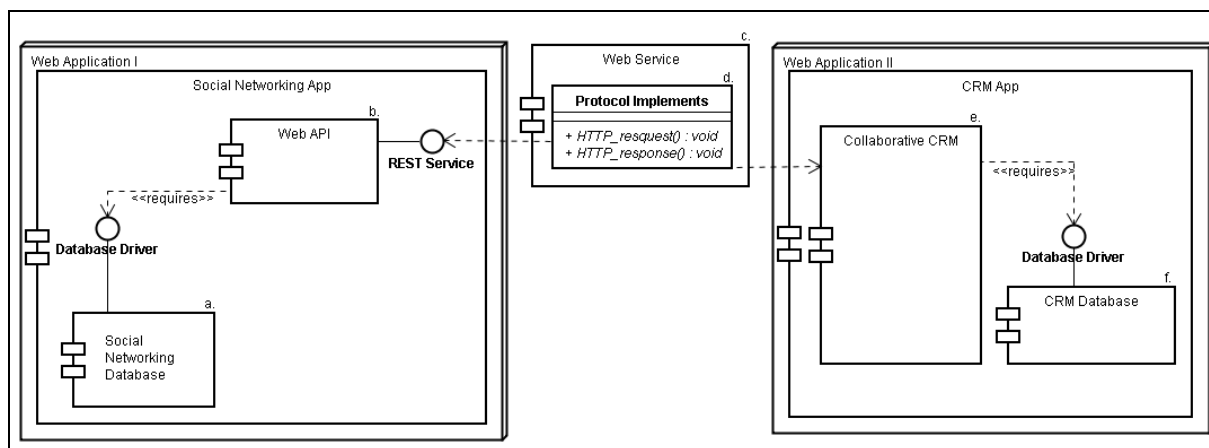 Web Application I
Social Networking App
b.
Web API
REST Service
<<requires>>
Database Driver
a.
Social
Networking
Database
c.
Web Service
d.
Protocol Implements
+ HTTP_resquest() : void
+ HTTP_response() : void
Web Application II
CRM App
e.
Collaborative CRM
<<requires>>
Database Driver
f.
CRM Database